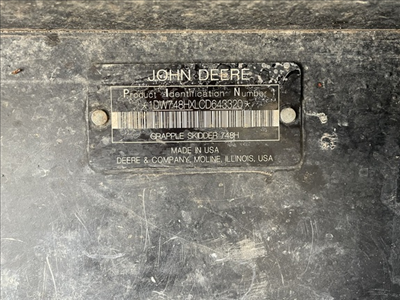 JOHN DEERE
Product Identification Number
*1DW748HXLCD643320*
GRAPPLE SKIDDER 748H
MADE IN USA
DEERE & COMPANY, MOLINE, ILLINOIS, USA